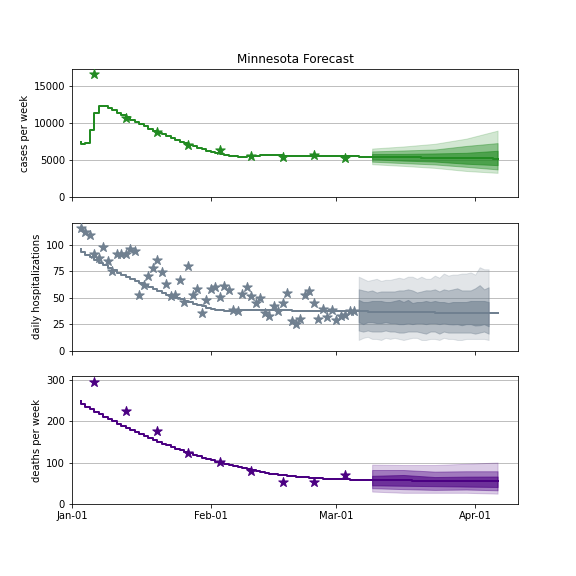 Minnesota Forecast
cases per week
15000
10000
5000
0
daily hospitalizations
100
75
50
25
0
deaths per week
300
200
100
0
Jan-01
Feb-01
Mar-01
Apr-01